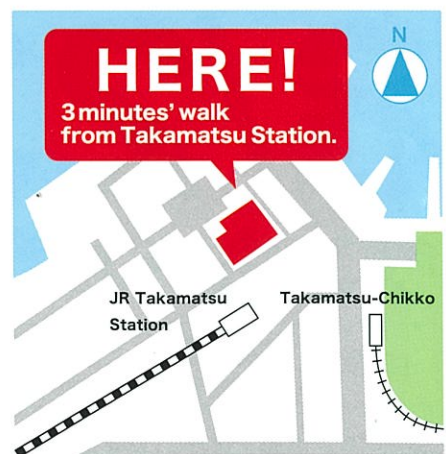 HERE!
3 minutes' walk
from Takamatsu Station.
N
JR Takamatsu
Station
Takamatsu-Chikko